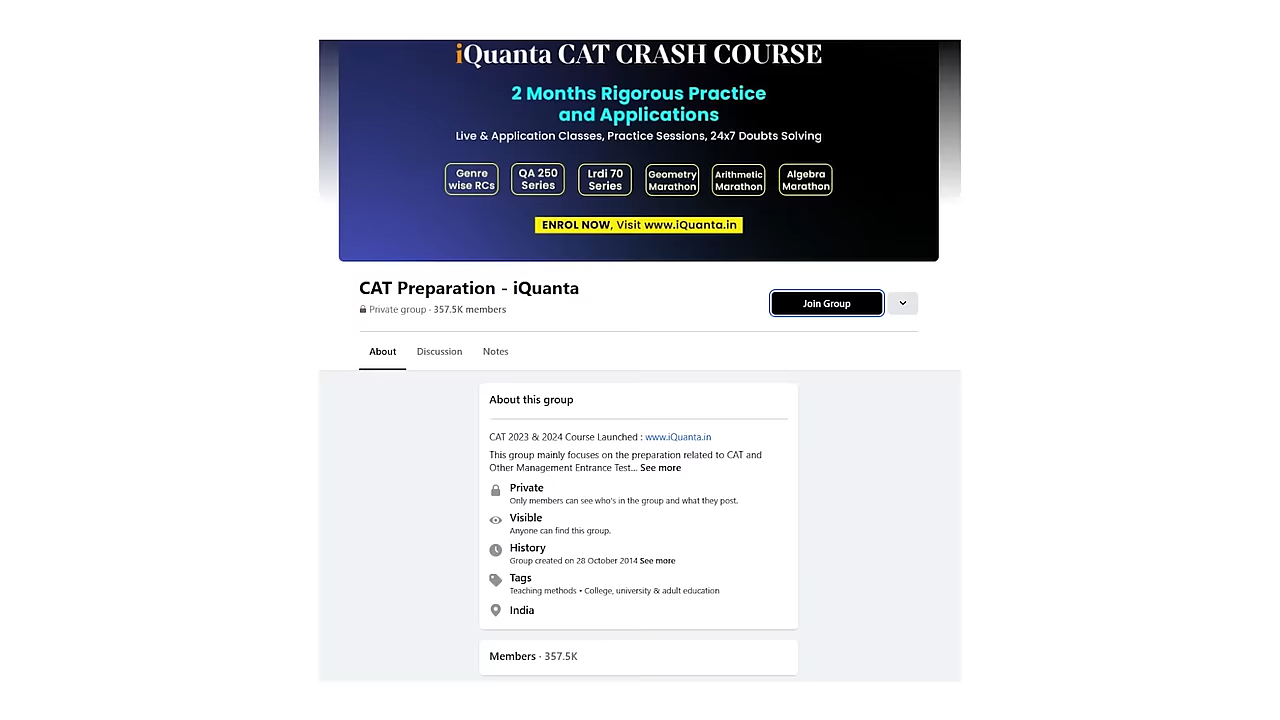 iQuanta CAT CRASH COURSE
2 Months Rigorous Practice
and Applications
Live & Application Classes, Practice Sessions, 24x7 Doubts Solving
Genre wise RCs
QA 250 Series
Lrdi 70 Series
Geometry Marathon
Arithmetic Marathon
Algebra Marathon
ENROL NOW, Visit www.iQuanta.in
CAT Preparation - iQuanta
Private group · 357.5K members
Join Group
About Discussion Notes
About this group
CAT 2023 & 2024 Course Launched : www.iQuanta.in
This group mainly focuses on the preparation related to CAT and
Other Management Entrance Test... See more
Private
Only members can see who's in the group and what they post.
Visible
Anyone can find this group.
History
Group created on 28 October 2014 See more
Tags
Teaching methods • College, university & adult education
India
Members · 357.5K